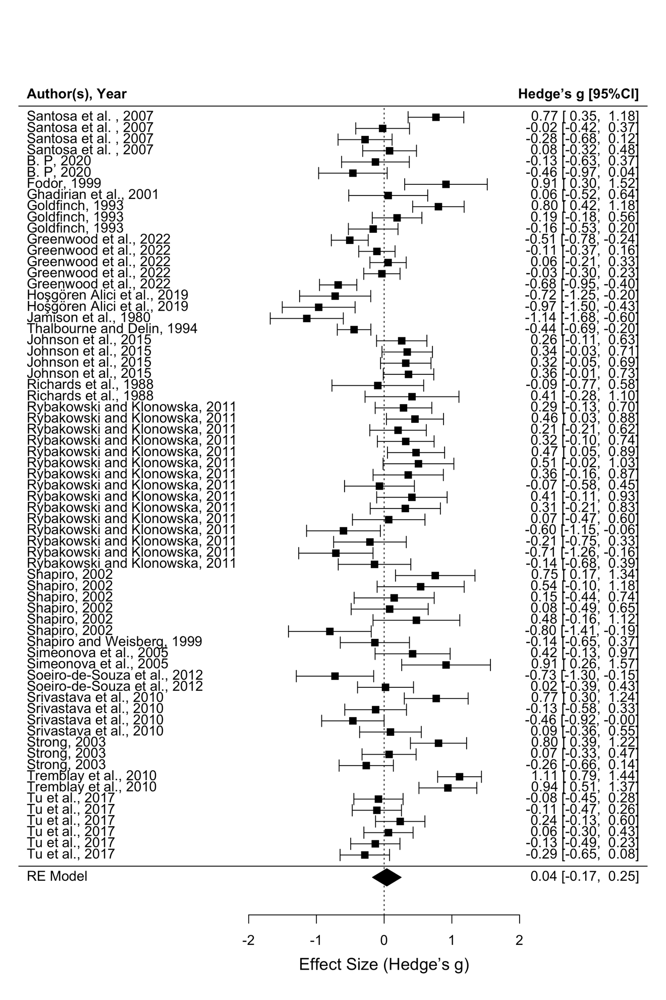 Author(s), Year Hedge’s g [95%CI]
Santosa et al. , 2007 0.77 [ 0.35, 1.18]
Santosa et al. , 2007 -0.02 [-0.42, 0.37]
Santosa et al. , 2007 -0.28 [-0.68, 0.12]
Santosa et al. , 2007 0.08 [-0.32, 0.48]
B. P, 2020 -0.13 [-0.63, 0.37]
B. P, 2020 -0.46 [-0.97, 0.04]
Fodor, 1999 0.91 [ 0.30, 1.52]
Ghadirian et al., 2001 0.06 [-0.52, 0.64]
Goldfinch, 1993 0.80 [ 0.42, 1.18]
Goldfinch, 1993 0.19 [-0.18, 0.56]
Goldfinch, 1993 -0.16 [-0.53, 0.20]
Greenwood et al., 2022 -0.51 [-0.78, -0.24]
Greenwood et al., 2022 -0.11 [-0.37, 0.16]
Greenwood et al., 2022 0.06 [-0.21, 0.33]
Greenwood et al., 2022 -0.03 [-0.30, 0.23]
Greenwood et al., 2022 -0.68 [-0.95, -0.40]
Hoşgören Alici et al., 2019 -0.72 [-1.25, -0.20]
Hoşgören Alici et al., 2019 -0.97 [-1.50, -0.43]
Jamison et al., 1980 -1.14 [-1.68, -0.60]
Thalbourne and Delin, 1994 -0.44 [-0.69, -0.20]
Johnson et al., 2015 0.26 [-0.11, 0.63]
Johnson et al., 2015 0.34 [-0.03, 0.71]
Johnson et al., 2015 0.32 [-0.05, 0.69]
Johnson et al., 2015 0.36 [-0.01, 0.73]
Richards et al., 1988 -0.09 [-0.77, 0.58]
Richards et al., 1988 0.41 [-0.28, 1.10]
Rybakowski and Klonowska, 2011 0.29 [-0.13, 0.70]
Rybakowski and Klonowska, 2011 0.46 [ 0.03, 0.88]
Rybakowski and Klonowska, 2011 0.21 [-0.21, 0.62]
Rybakowski and Klonowska, 2011 0.32 [-0.10, 0.74]
Rybakowski and Klonowska, 2011 0.47 [ 0.05, 0.89]
Rybakowski and Klonowska, 2011 0.51 [-0.02, 1.03]
Rybakowski and Klonowska, 2011 0.36 [-0.16, 0.87]
Rybakowski and Klonowska, 2011 -0.07 [-0.58, 0.45]
Rybakowski and Klonowska, 2011 0.41 [-0.11, 0.93]
Rybakowski and Klonowska, 2011 0.31 [-0.21, 0.83]
Rybakowski and Klonowska, 2011 0.07 [-0.47, 0.60]
Rybakowski and Klonowska, 2011 -0.60 [-1.15, -0.06]
Rybakowski and Klonowska, 2011 -0.21 [-0.75, 0.33]
Rybakowski and Klonowska, 2011 -0.71 [-1.26, -0.16]
Rybakowski and Klonowska, 2011 -0.14 [-0.68, 0.39]
Shapiro, 2002 0.75 [ 0.17, 1.34]
Shapiro, 2002 0.54 [-0.10, 1.18]
Shapiro, 2002 0.15 [-0.44, 0.74]
Shapiro, 2002 0.08 [-0.49, 0.65]
Shapiro, 2002 0.48 [-0.16, 1.12]
Shapiro, 2002 -0.80 [-1.41, -0.19]
Shapiro and Weisberg, 1999 -0.14 [-0.65, 0.37]
Simeonova et al., 2005 0.42 [-0.13, 0.97]
Simeonova et al., 2005 0.91 [ 0.26, 1.57]
Soeiro-de-Souza et al., 2012 -0.73 [-1.30, -0.15]
Soeiro-de-Souza et al., 2012 0.02 [-0.39, 0.43]
Srivastava et al., 2010 0.77 [ 0.30, 1.24]
Srivastava et al., 2010 -0.13 [-0.58, 0.33]
Srivastava et al., 2010 -0.46 [-0.92, -0.00]
Srivastava et al., 2010 0.09 [-0.36, 0.55]
Strong, 2003 0.80 [ 0.39, 1.22]
Strong, 2003 0.07 [-0.33, 0.47]
Strong, 2003 -0.26 [-0.66, 0.14]
Tremblay et al., 2010 1.11 [ 0.79, 1.44]
Tremblay et al., 2010 0.94 [ 0.51, 1.37]
Tu et al., 2017 -0.08 [-0.45, 0.28]
Tu et al., 2017 -0.11 [-0.47, 0.26]
Tu et al., 2017 0.24 [-0.13, 0.60]
Tu et al., 2017 0.06 [-0.30, 0.43]
Tu et al., 2017 -0.13 [-0.49, 0.23]
Tu et al., 2017 -0.29 [-0.65, 0.08]
RE Model 0.04 [-0.17, 0.25]
-2 -1 0 1 2
Effect Size (Hedge’s g)